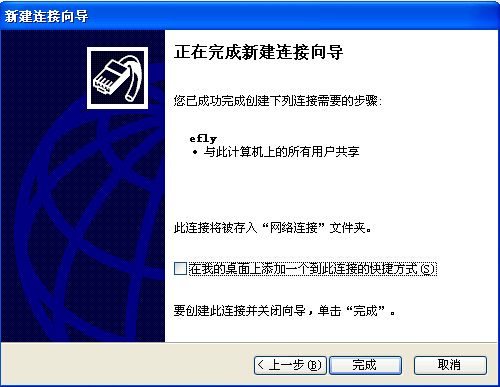 新建连接向导
正在完成新建连接向导
您已成功完成创建下列连接需要的步骤:
efly
• 与此计算机上的所有用户共享
此连接将被存入“网络连接”文件夹。
在我的桌面上添加一个到此连接的快捷方式(S)
要创建此连接并关闭向导，单击“完成”。
< 上一步(B)
完成
取消